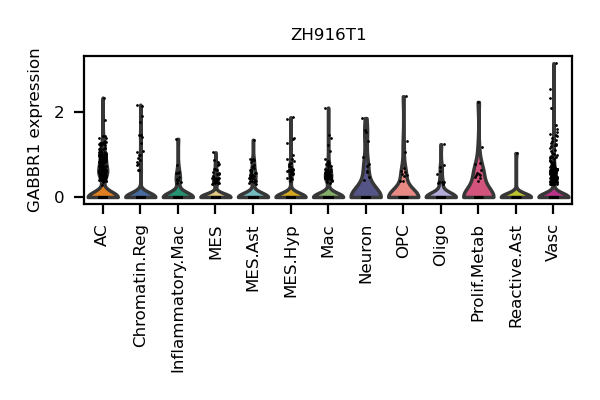 ZH916T1
GABBR1 expression
2
0
AC
Chromatin.Reg
Inflammatory.Mac
MES
MES.Ast
MES.Hyp
Mac
Neuron
OPC
Oligo
Prolif.Metab
Reactive.Ast
Vasc